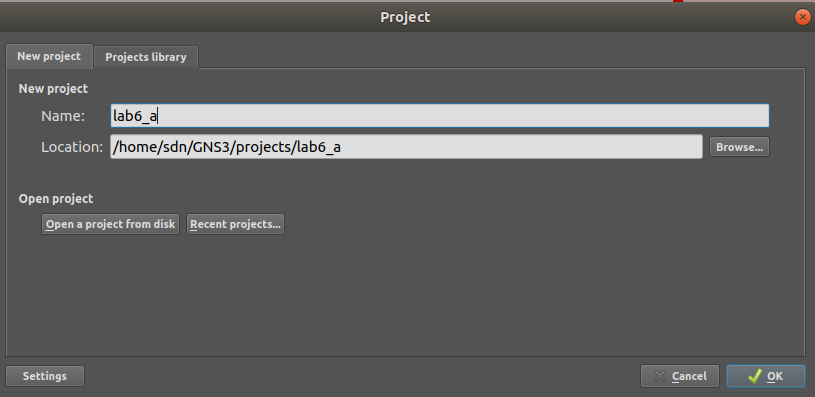 Project
New project
Projects library
New project
Name: lab6_a
Location: /home/sdn/GNS3/projects/lab6_a Browse...
Open project
Open a project from disk Recent projects...
Settings Cancel OK